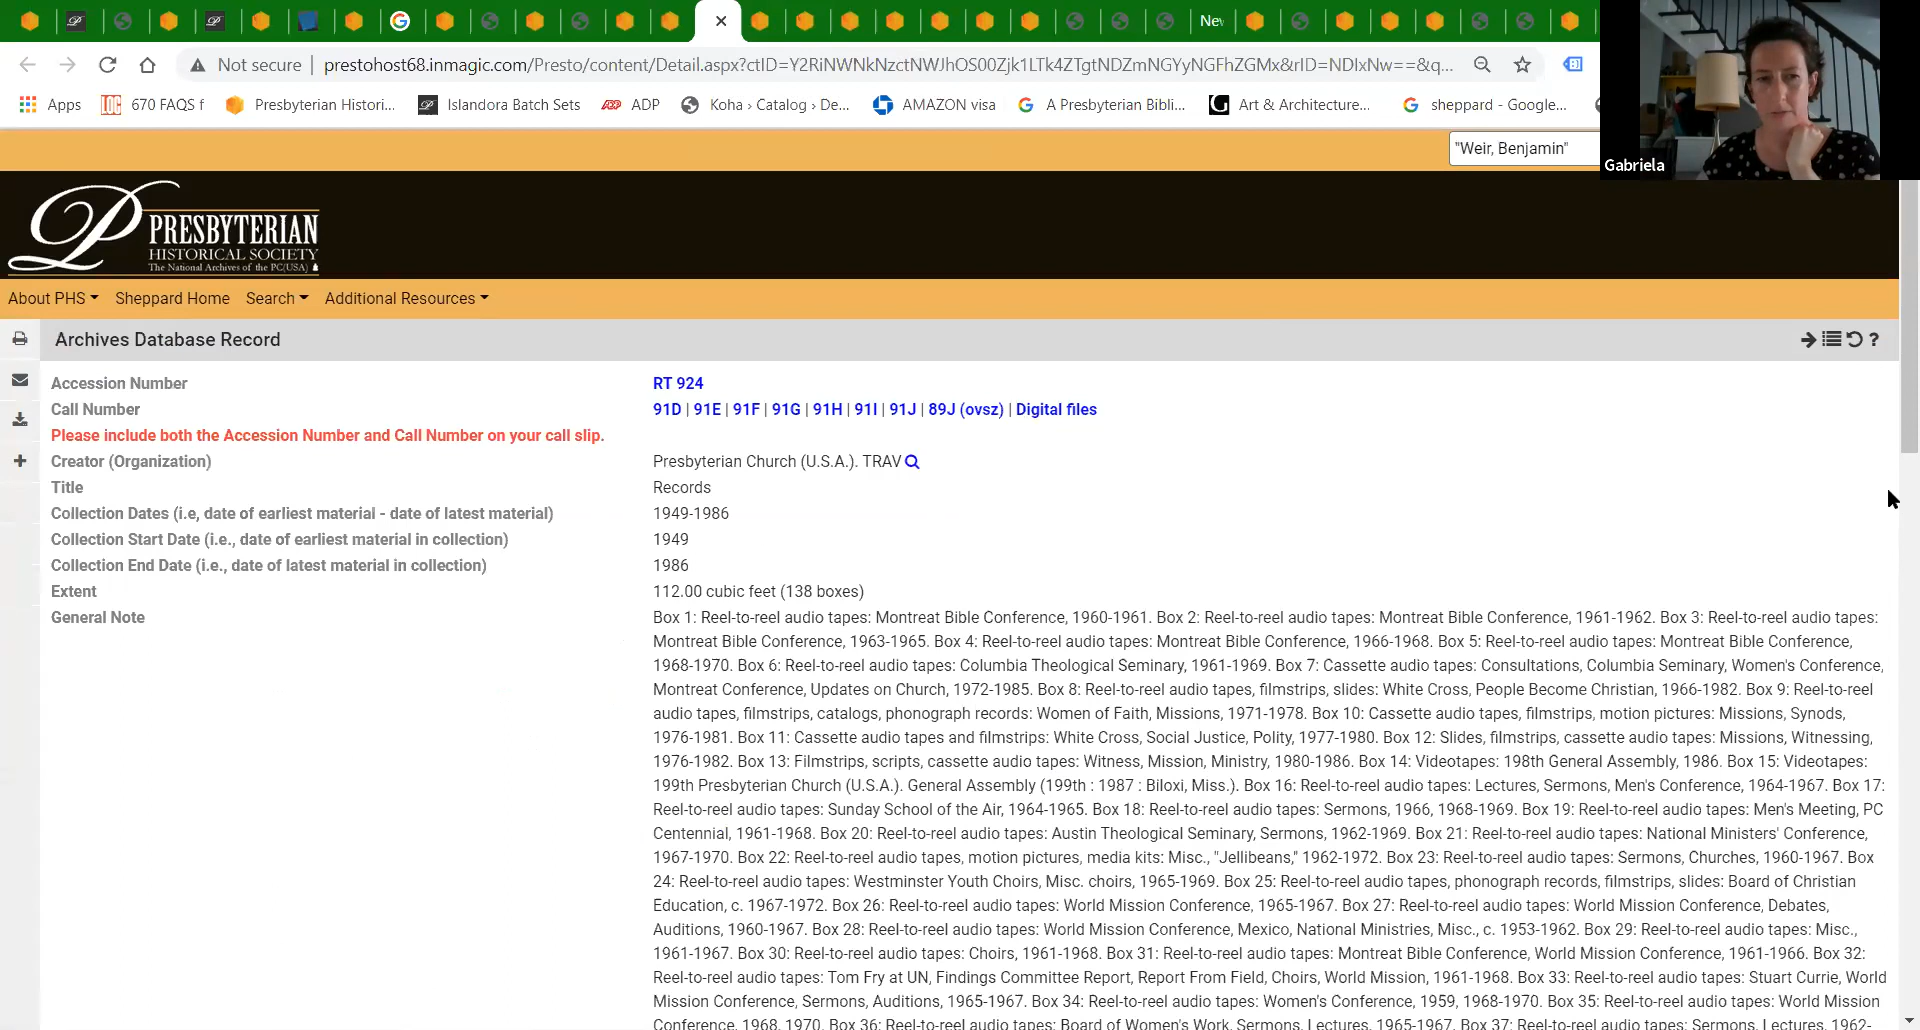 New
Not secure | prestohost68.inmagic.com/Presto/content/Detail.aspx?ctID=Y2RiNWNkNzctNWJhOS00Zjk1LTk4ZTgtNDZmNGYyNGFhZGMx&rID=NDIxNw==&q...
Apps 670 FAQS f Presbyterian Histori... Islandora Batch Sets ADP Koha › Catalog › De... AMAZON visa A Presbyterian Bibli... Art & Architecture... sheppard - Google...
"Weir, Benjamin"
Gabriela
PRESBYTERIAN
HISTORICAL SOCIETY
The National Archives of the PC(USA)
About PHS Sheppard Home Search Additional Resources
Archives Database Record
Accession Number RT 924
Call Number 91D | 91E | 91F | 91G | 91H | 91I | 91J | 89J (ovsz) | Digital files
Please include both the Accession Number and Call Number on your call slip.
Creator (Organization) Presbyterian Church (U.S.A.). TRAV
Title Records
Collection Dates (i.e, date of earliest material - date of latest material) 1949-1986
Collection Start Date (i.e., date of earliest material in collection) 1949
Collection End Date (i.e., date of latest material in collection) 1986
Extent 112.00 cubic feet (138 boxes)
General Note Box 1: Reel-to-reel audio tapes: Montreat Bible Conference, 1960-1961. Box 2: Reel-to-reel audio tapes: Montreat Bible Conference, 1961-1962. Box 3: Reel-to-reel audio tapes:
Montreat Bible Conference, 1963-1965. Box 4: Reel-to-reel audio tapes: Montreat Bible Conference, 1966-1968. Box 5: Reel-to-reel audio tapes: Montreat Bible Conference,
1968-1970. Box 6: Reel-to-reel audio tapes: Columbia Theological Seminary, 1961-1969. Box 7: Cassette audio tapes: Consultations, Columbia Seminary, Women's Conference,
Montreat Conference, Updates on Church, 1972-1985. Box 8: Reel-to-reel audio tapes, filmstrips, slides: White Cross, People Become Christian, 1966-1982. Box 9: Reel-to-reel
audio tapes, filmstrips, catalogs, phonograph records: Women of Faith, Missions, 1971-1978. Box 10: Cassette audio tapes, filmstrips, motion pictures: Missions, Synods,
1976-1981. Box 11: Cassette audio tapes and filmstrips: White Cross, Social Justice, Polity, 1977-1980. Box 12: Slides, filmstrips, cassette audio tapes: Missions, Witnessing,
1976-1982. Box 13: Filmstrips, scripts, cassette audio tapes: Witness, Mission, Ministry, 1980-1986. Box 14: Videotapes: 198th General Assembly, 1986. Box 15: Videotapes:
199th Presbyterian Church (U.S.A.). General Assembly (199th : 1987 : Biloxi, Miss.). Box 16: Reel-to-reel audio tapes: Lectures, Sermons, Men's Conference, 1964-1967. Box 17:
Reel-to-reel audio tapes: Sunday School of the Air, 1964-1965. Box 18: Reel-to-reel audio tapes: Sermons, 1966, 1968-1969. Box 19: Reel-to-reel audio tapes: Men's Meeting, PC
Centennial, 1961-1968. Box 20: Reel-to-reel audio tapes: Austin Theological Seminary, Sermons, 1962-1969. Box 21: Reel-to-reel audio tapes: National Ministers' Conference,
1967-1970. Box 22: Reel-to-reel audio tapes, motion pictures, media kits: Misc., "Jellibeans," 1962-1972. Box 23: Reel-to-reel audio tapes: Sermons, Churches, 1960-1967. Box
24: Reel-to-reel audio tapes: Westminster Youth Choirs, Misc. choirs, 1965-1969. Box 25: Reel-to-reel audio tapes, phonograph records, filmstrips, slides: Board of Christian
Education, c. 1967-1972. Box 26: Reel-to-reel audio tapes: World Mission Conference, 1965-1967. Box 27: Reel-to-reel audio tapes: World Mission Conference, Debates,
Auditions, 1960-1967. Box 28: Reel-to-reel audio tapes: World Mission Conference, Mexico, National Ministries, Misc., c. 1953-1962. Box 29: Reel-to-reel audio tapes: Misc.,
1961-1967. Box 30: Reel-to-reel audio tapes: Choirs, 1961-1968. Box 31: Reel-to-reel audio tapes: Montreat Bible Conference, World Mission Conference, 1961-1966. Box 32:
Reel-to-reel audio tapes: Tom Fry at UN, Findings Committee Report, Report From Field, Choirs, World Mission, 1961-1968. Box 33: Reel-to-reel audio tapes: Stuart Currie, World
Mission Conference, Sermons, Auditions, 1965-1967. Box 34: Reel-to-reel audio tapes: Women's Conference, 1959, 1968-1970. Box 35: Reel-to-reel audio tapes: World Mission
Conference, 1968, 1970. Box 36: Reel-to-reel audio tapes: Board of Women's Work, Sermons, Lectures, 1965-1967. Box 37: Reel-to-reel audio tapes: Sermons, Lectures, 1962-